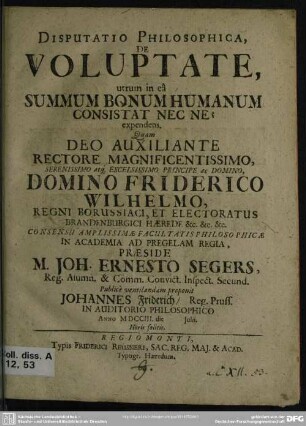 DISPUTATIO PHILOSOPHICA,
DE
VOLUPTATE,
utrum in eâ
SUMMUM BONUM HUMANUM
CONSISTAT NEC NE?
expendens,
Quam
DEO AUXILIANTE
RECTORE MAGNIFICENTISSIMO,
SERENISSIMO atq; EXCELSISSIMO PRINCIPE ac DOMINO,
DOMINO FRIDERICO
WILHELMO,
REGNI BORUSSIACI, ET ELECTORATUS
BRANDENBURGICI HÆREDE &c. &c. &c.
CONSENSU AMPLISSIMÆ FACULTATIS PHILOSOPHICÆ
IN ACADEMIA AD PREGELAM REGIA,
PRÆSIDE
M. JOH. ERNESTO SEGERS,
Reg. Alumn. & Comm. Convict. Inspect. Secund.
Publicè ventilandam proponit
JOHANNES Friderich/ Reg. Pruss.
IN AUDITORIO PHILOSOPHICO
Anno MDCCIII. die Julii.
Horis solitis.
REGIOMONTI,
Typis FRIDERICI REUSNERI, SAC. REG. MAJ. & ACAD.
Typogr. Hæredum.
Coll. diss. A
12, 53